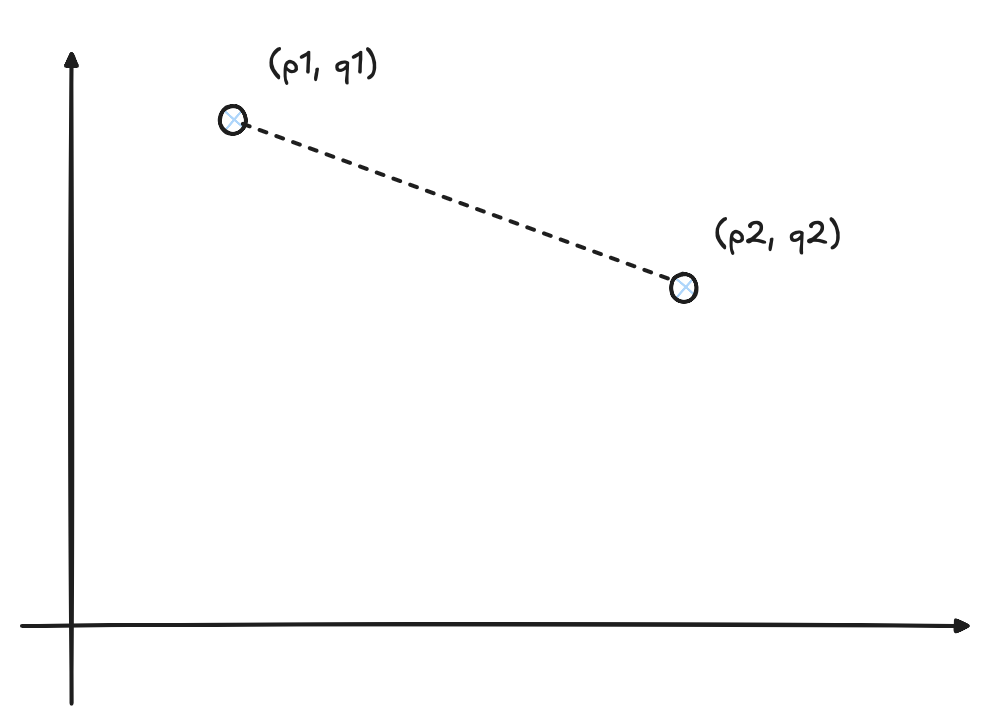 (p1, q1)
(p2, q2)